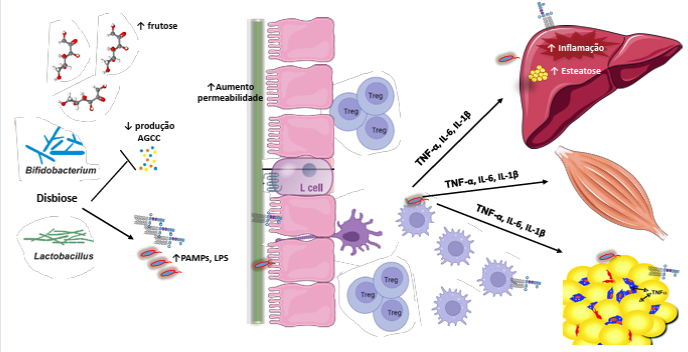 ↑ frutose
↑Aumento
permeabilidade
↓ produção
AGCC
Bifidobacterium
Disbiose
Lactobacillus
↑PAMPs, LPS
Treg
Treg
Treg
L cell
Treg
Treg
Treg
TNF-α, IL-6, IL-1β
TNF-α, IL-6, IL-1β
TNF-α, IL-6, IL-1β
↑ Inflamação
↑ Esteatose
TNFα